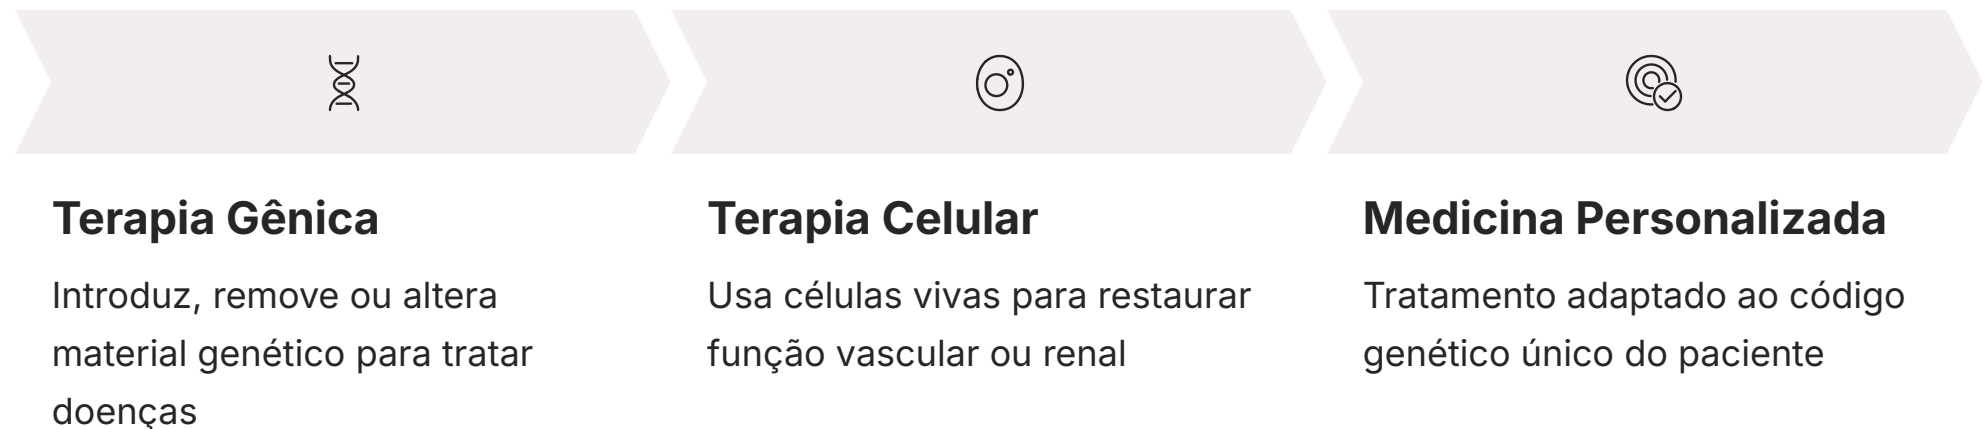 Terapia Gênica
Introduz, remove ou altera
material genético para tratar
doenças
Terapia Celular
Usa células vivas para restaurar
função vascular ou renal
Medicina Personalizada
Tratamento adaptado ao código
genético único do paciente